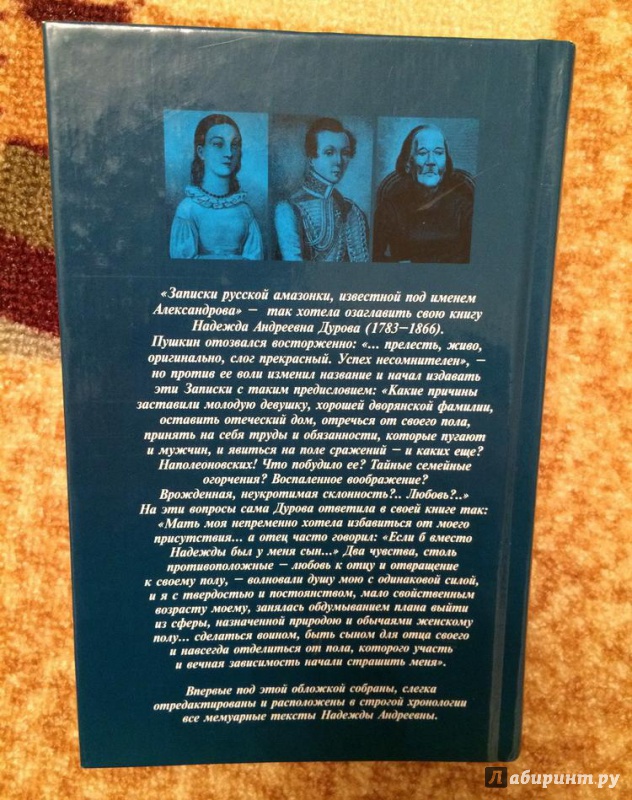 «Записки русской амазонки, известной под именем
Александрова» — так хотела озаглавить свою книгу
Надежда Андреевна Дурова (1783—1866).
Пушкин отозвался восторженно: «... прелесть, живо,
оригинально, слог прекрасный. Успех несомнителен», —
но против ее воли изменил название и начал издавать
эти Записки с таким предисловием: «Какие причины
заставили молодую девушку, хорошей дворянской фамилии,
оставить отеческий дом, отречься от своего пола,
принять на себя труды и обязанности, которые пугают
и мужчин, и явиться на поле сражений — и каких еще?
Наполеоновских! Что побудило ее? Тайные семейные
огорчения? Воспаленное воображение?
Врожденная, неукротимая склонность?.. Любовь?..»
На эти вопросы сама Дурова ответила в своей книге так:
«Мать моя непременно хотела избавиться от моего
присутствия... а отец часто говорил: «Если б вместо
Надежды был у меня сын...» Два чувства, столь
противоположные — любовь к отцу и отвращение
к своему полу, — волновали душу мою с одинаковой силой,
и я с твердостью и постоянством, мало свойственным
возрасту моему, занялась обдумыванием плана выйти
из сферы, назначенной природою и обычаями женскому
полу... сделаться воином, быть сыном для отца своего
и навсегда отделиться от пола, которого участь
и вечная зависимость начали страшить меня».
Впервые под этой обложкой собраны, слегка
отредактированы и расположены в строгой хронологии
все мемуарные тексты Надежды Андреевны.
Лабиринт.ру